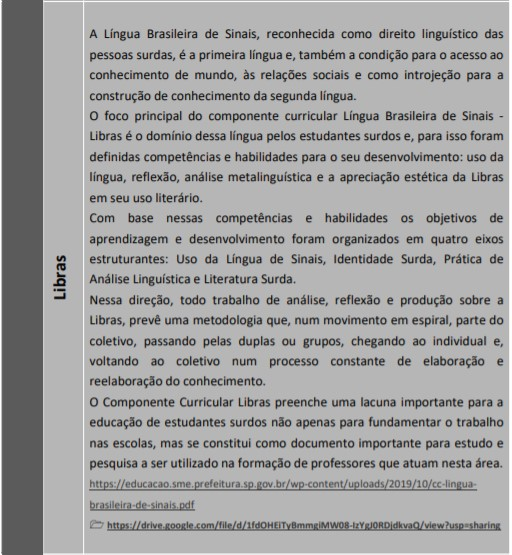 A Língua Brasileira de Sinais, reconhecida como direito linguístico das
pessoas surdas, é a primeira língua e, também a condição para o acesso ao
conhecimento de mundo, às relações sociais e como introjeção para a
construção de conhecimento da segunda língua.
O foco principal do componente curricular Língua Brasileira de Sinais -
Libras é o domínio dessa língua pelos estudantes surdos e, para isso foram
definidas competências e habilidades para o seu desenvolvimento: uso da
língua, reflexão, análise metalinguística e a apreciação estética da Libras
em seu uso literário.
Com base nessas competências e habilidades os objetivos de
aprendizagem e desenvolvimento foram organizados em quatro eixos
estruturantes: Uso da Língua de Sinais, Identidade Surda, Prática de
Análise Linguística e Literatura Surda.
Libras
Nessa direção, todo trabalho de análise, reflexão e produção sobre a
Libras, prevê uma metodologia que, num movimento em espiral, parte do
coletivo, passando pelas duplas ou grupos, chegando ao individual e,
voltando ao coletivo num processo constante de elaboração e
reelaboração do conhecimento.
O Componente Curricular Libras preenche uma lacuna importante para a
educação de estudantes surdos não apenas para fundamentar o trabalho
nas escolas, mas se constitui como documento importante para estudo e
pesquisa a ser utilizado na formação de professores que atuam nesta área.
https://educacao.sme.prefeitura.sp.gov.br/wp-content/uploads/2019/10/cc-lingua-
brasileira-de-sinais.pdf
https://drive.google.com/file/d/1fdOHEiTyBmmgiMW08-IzYgJ0RDjdkvaQ/view?usp=sharing